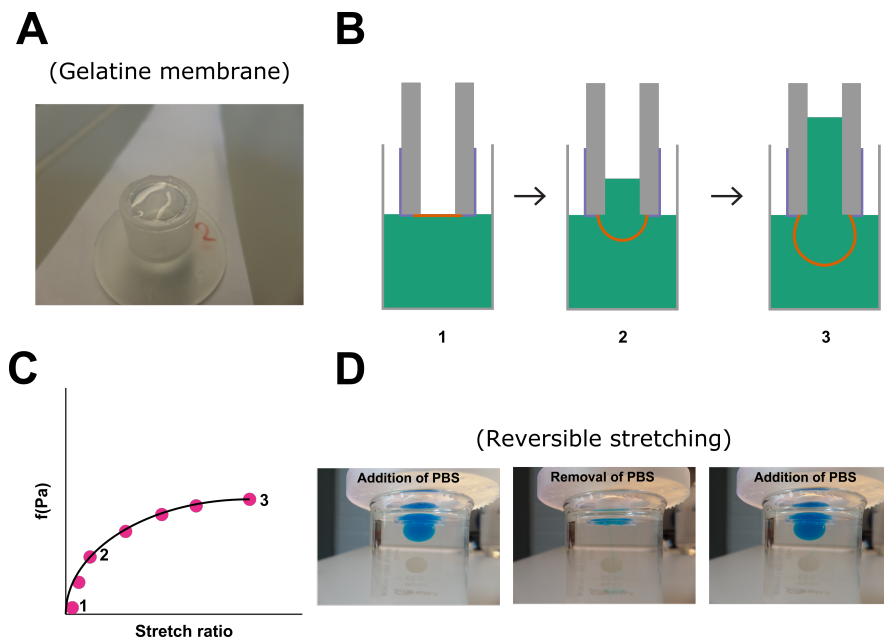 A
(Gelatine membrane)
2
B
1
2
3
C
f(Pa)
1
2
3
Stretch ratio
D
(Reversible stretching)
Addition of PBS
Removal of PBS
Addition of PBS